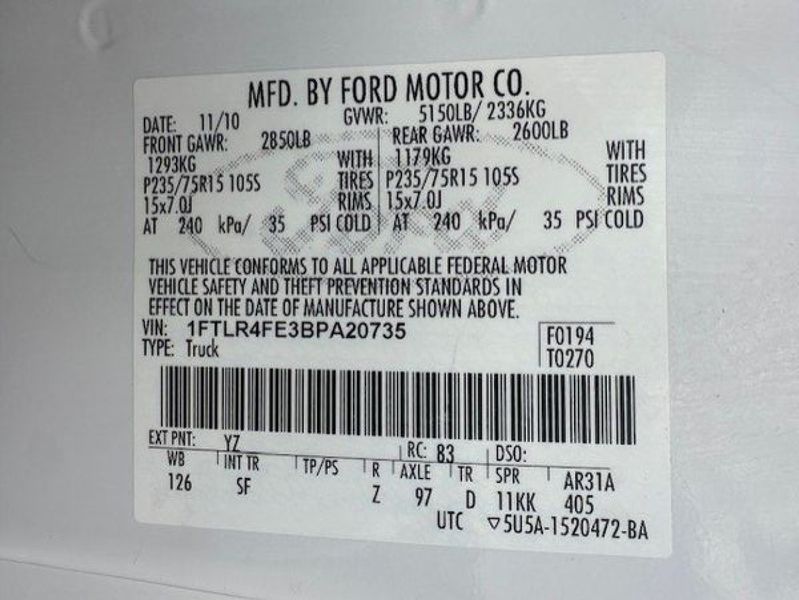 MFD. BY FORD MOTOR CO.
DATE: 11/10 GVWR: 5150LB/ 2336KG
FRONT GAWR: 2850LB REAR GAWR: 2600LB
1293KG WITH 1179KG WITH
P235/75R15 105S TIRES P235/75R15 105S TIRES
15x7.0J RIMS 15x7.0J RIMS
AT 240 kPa/ 35 PSI COLD AT 240 kPa/ 35 PSI COLD
THIS VEHICLE CONFORMS TO ALL APPLICABLE FEDERAL MOTOR
VEHICLE SAFETY AND THEFT PREVENTION STANDARDS IN
EFFECT ON THE DATE OF MANUFACTURE SHOWN ABOVE.
VIN: 1FTLR4FE3BPA20735 F0194
TYPE: Truck T0270
EXT PNT: YZ RC: 83 DSO:
WB INT TR TP/PS R AXLE TR SPR AR31A
126 SF Z 97 D 11KK 405
UTC ▽5U5A-1520472-BA